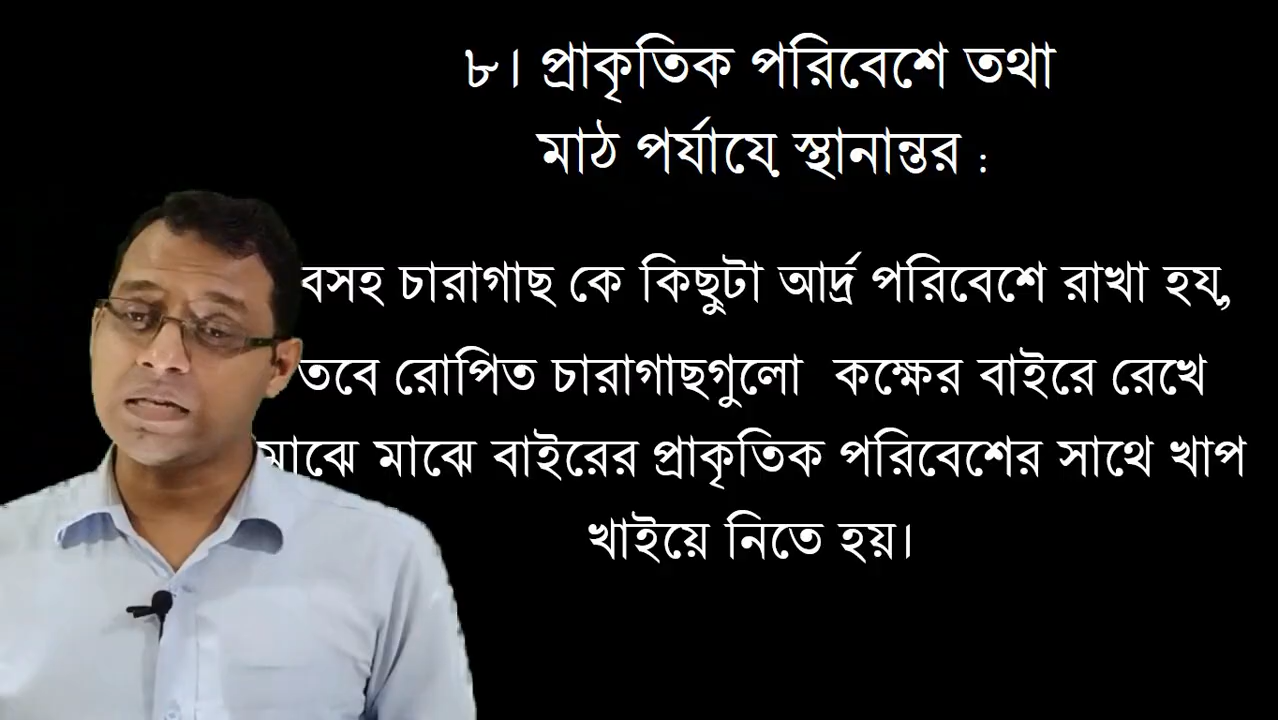 ৮। প্রাকৃতিক পরিবেশে তথা
মাঠ পর্যায়ে স্থানান্তর :
চারাগাছ কে কিছুটা আর্দ্র পরিবেশে রাখা হয়,
তবে রোপিত চারাগাছগুলো কক্ষের বাইরে রেখে
মাঝে মাঝে বাইরের প্রাকৃতিক পরিবেশের সাথে খাপ
খাইয়ে নিতে হয়।